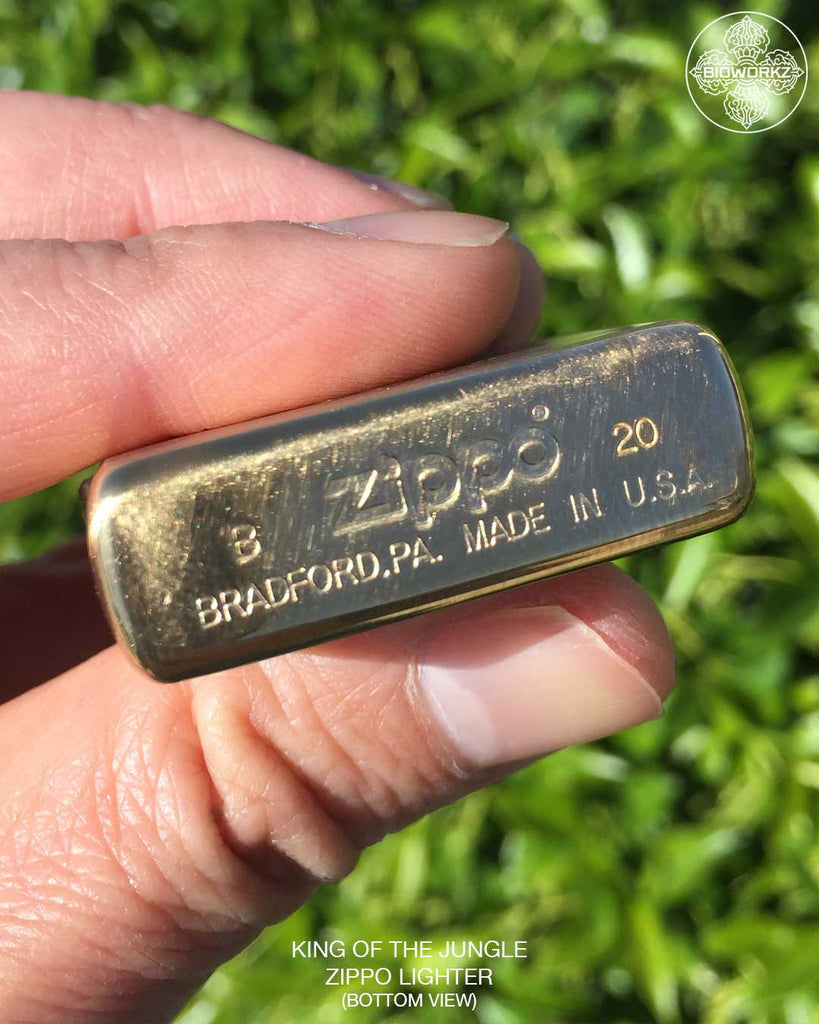 BIOWORKZ
zippo®
20
B
BRADFORD,PA. MADE IN U.S.A.
KING OF THE JUNGLE
ZIPPO LIGHTER
(BOTTOM VIEW)